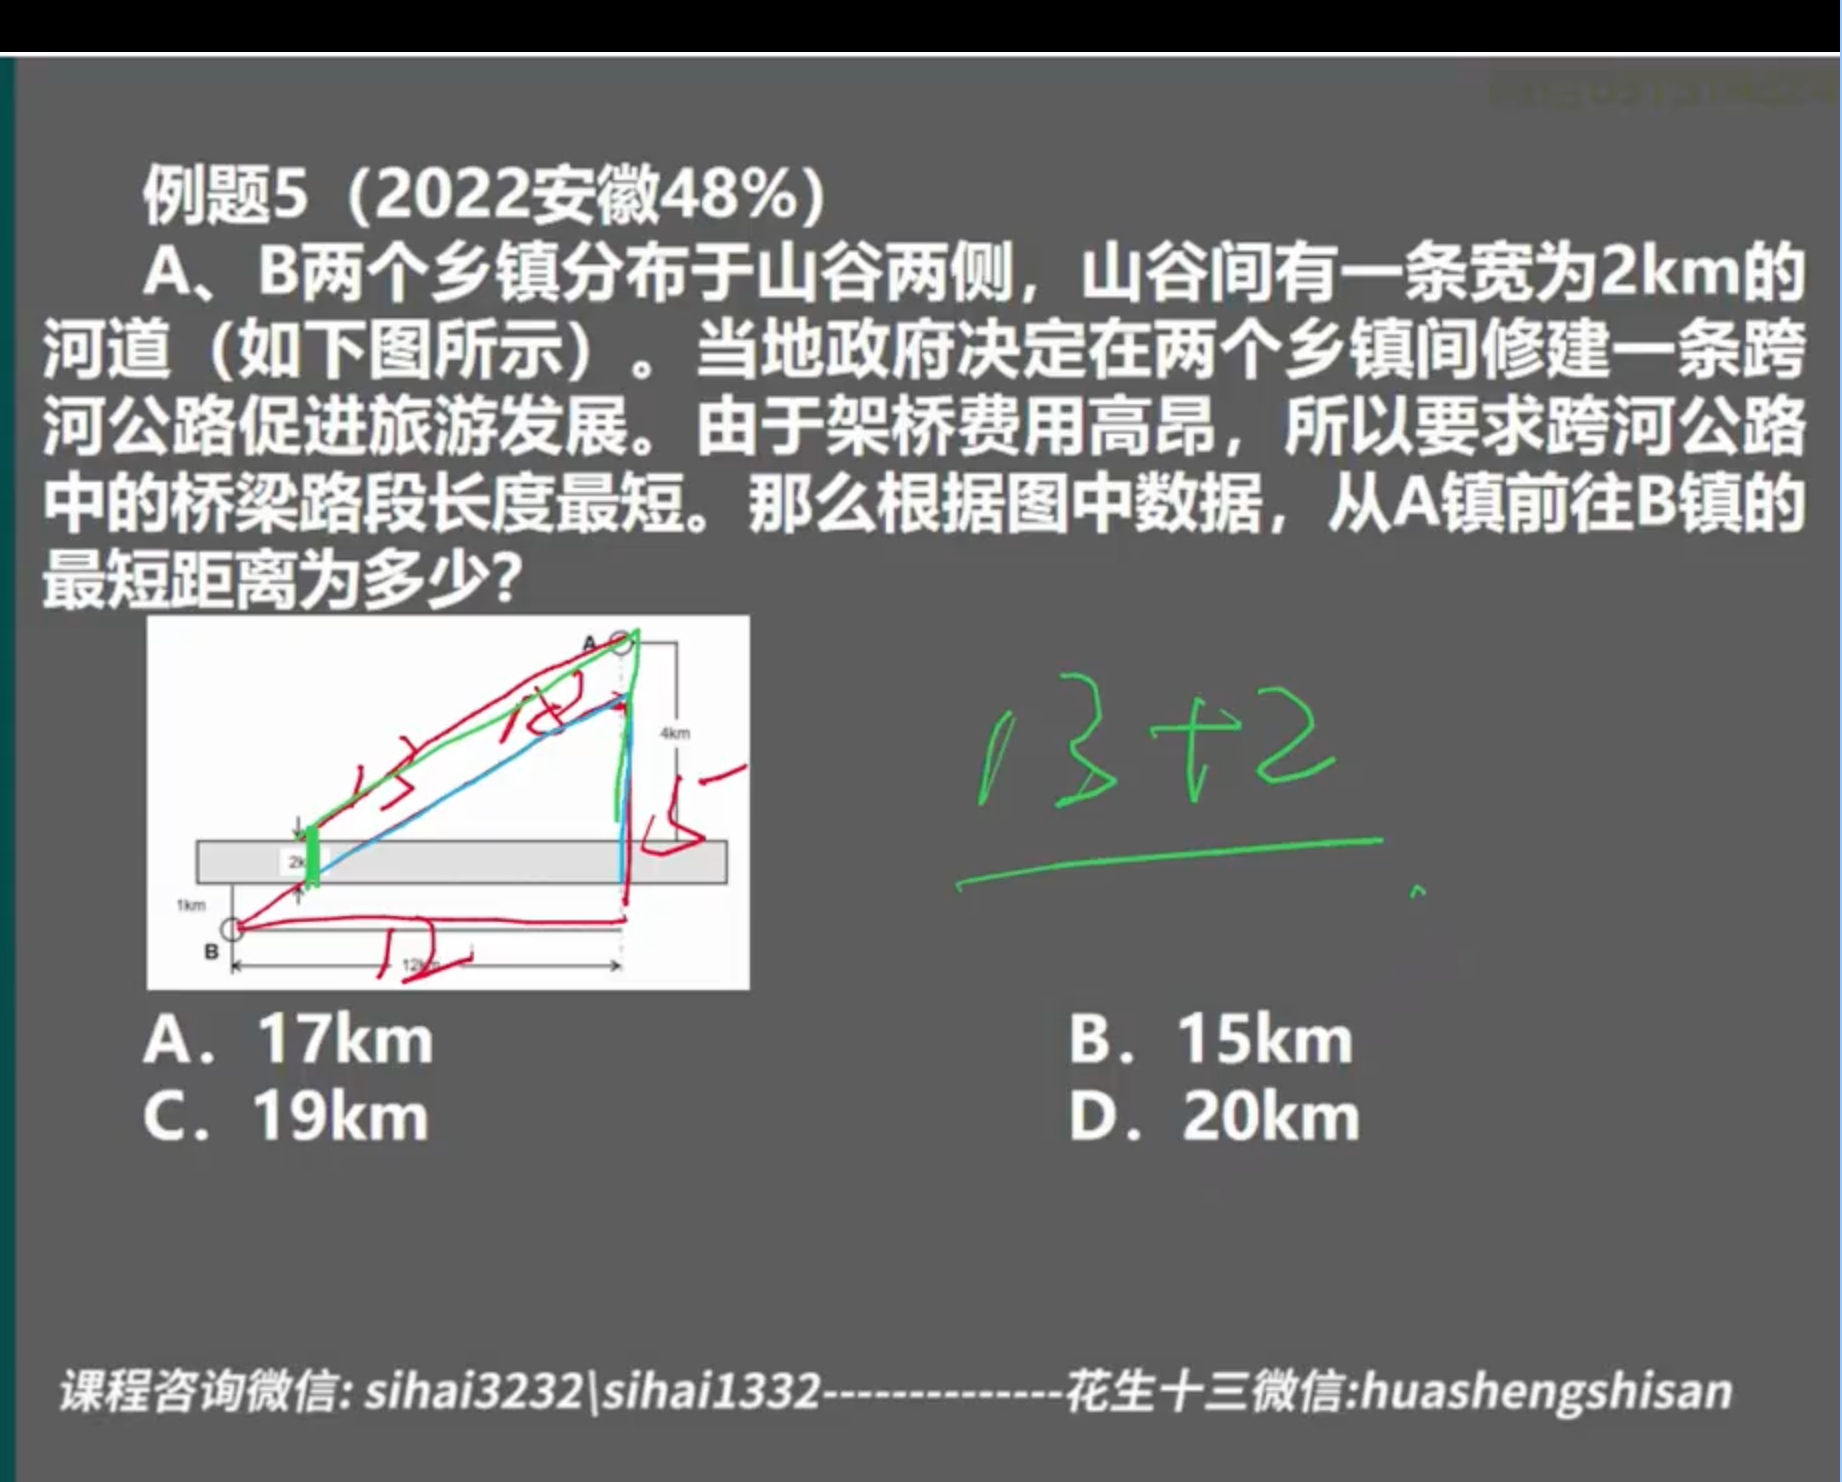 例题5（2022安徽48%）
A、B两个乡镇分布于山谷两侧，山谷间有一条宽为2km的
河道（如下图所示）。当地政府决定在两个乡镇间修建一条跨
河公路促进旅游发展。由于架桥费用高昂，所以要求跨河公路
中的桥梁路段长度最短。那么根据图中数据，从A镇前往B镇的
最短距离为多少？
A
13
4km
5
13+2
1km
B
12
A．17km
B．15km
C．19km
D．20km
课程咨询微信: sihai3232\sihai1332--------------花生十三微信:huashengshisan